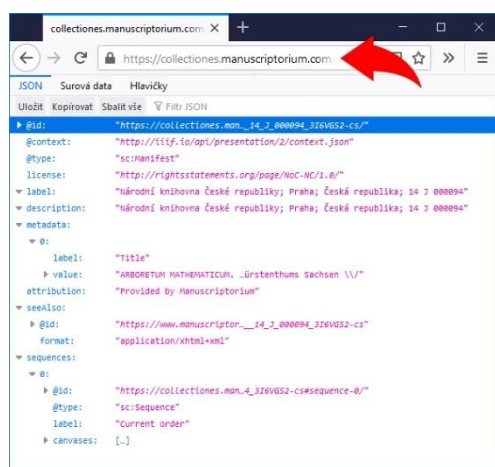 collectiones.manuscriptorium.com
https://collectiones.manuscriptorium.com
JSON Surová data Hlavičky
Uložit Kopírovat Sbalit vše Filtr JSON
@id: "https://collectiones.man…_14_J_000094_3I6VGS2-cs/"
@context: "http://iiif.io/api/presentation/2/context.json"
@type: "sc:Manifest"
license: "http://rightsstatements.org/page/NoC-NC/1.0/"
label: "Národní knihovna České republiky; Praha; Česká republika; 14 J 000094"
description: "Národní knihovna České republiky; Praha; Česká republika; 14 J 000094"
metadata:
0:
label: "Title"
value: "ARBORETUM MATHEMATICUM. …ürstenthums Sachsen \\/"
attribution: "Provided by Manuscriptorium"
seeAlso:
@id: "https://www.manuscriptor…__14_J_000094_3I6VGS2-cs"
format: "application/xhtml+xml"
sequences:
0:
@id: "https://collectiones.man…4_3I6VGS2-cs#sequence-0/"
@type: "sc:Sequence"
label: "Current order"
canvases: […]